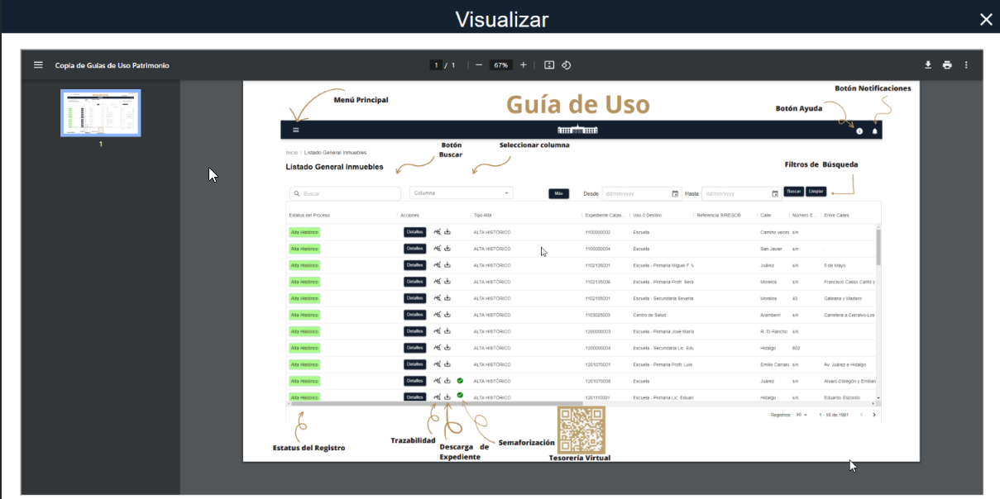 Visualizar
Copia de Guías de Uso Patrimonio
1 / 1
67%
1
Botón Notificaciones
Menú Principal
Guía de Uso
Botón Ayuda
Botón Buscar
Seleccionar columna
Inicio / Listado General Inmuebles
Listado General Inmuebles
Filtros de Búsqueda
Buscar Columna Más Desde dd/mm/yyyy Hasta dd/mm/yyyy Buscar Limpiar
Estatus del Proceso Acciones Tipo Alta Expediente Catas... Uso ó Destino Referencia SIRESGOB Calle Número E... Entre Calles
Alta Histórico Detalles ALTA HISTÓRICO 1100000002 Escuela Camino vecin s/n
Alta Histórico Detalles ALTA HISTÓRICO 1100000004 Escuela San Javier s/n
Alta Histórico Detalles ALTA HISTÓRICO 1102126001 Escuela - Primaria Miguel F. Juárez s/n 5 de Mayo
Alta Histórico Detalles ALTA HISTÓRICO 1102135006 Escuela - Primaria Profr. Sera Morelos s/n Francisco Casso Cantú y
Alta Histórico Detalles ALTA HISTÓRICO 1102155001 Escuela - Secundaria Severia Morelos 43 Galeana y Madero
Alta Histórico Detalles ALTA HISTÓRICO 1103028003 Centro de Salud Aramberri s/n Carretera a Cerralvo-Los
Alta Histórico Detalles ALTA HISTÓRICO 1200000003 Escuela - Primaria José María R. El Rancho s/n
Alta Histórico Detalles ALTA HISTÓRICO 1200000004 Escuela - Secundaria Lic. Edu Hidalgo 802
Alta Histórico Detalles ALTA HISTÓRICO 1201070001 Escuela - Primaria Profr. Luis Emilio Carranz s/n Av. Juárez e Hidalgo
Alta Histórico Detalles ALTA HISTÓRICO 1201070008 Escuela Juárez s/n Alvaro Obregón y Emilian
Alta Histórico Detalles ALTA HISTÓRICO 1201110001 Escuela - Primaria Lic. Eduar Hidalgo s/n Eduardo Elizondo
Registros 50 1 - 50 de 1981
Estatus del Registro
Trazabilidad
Descarga de Expediente
Semaforización
Tesorería Virtual